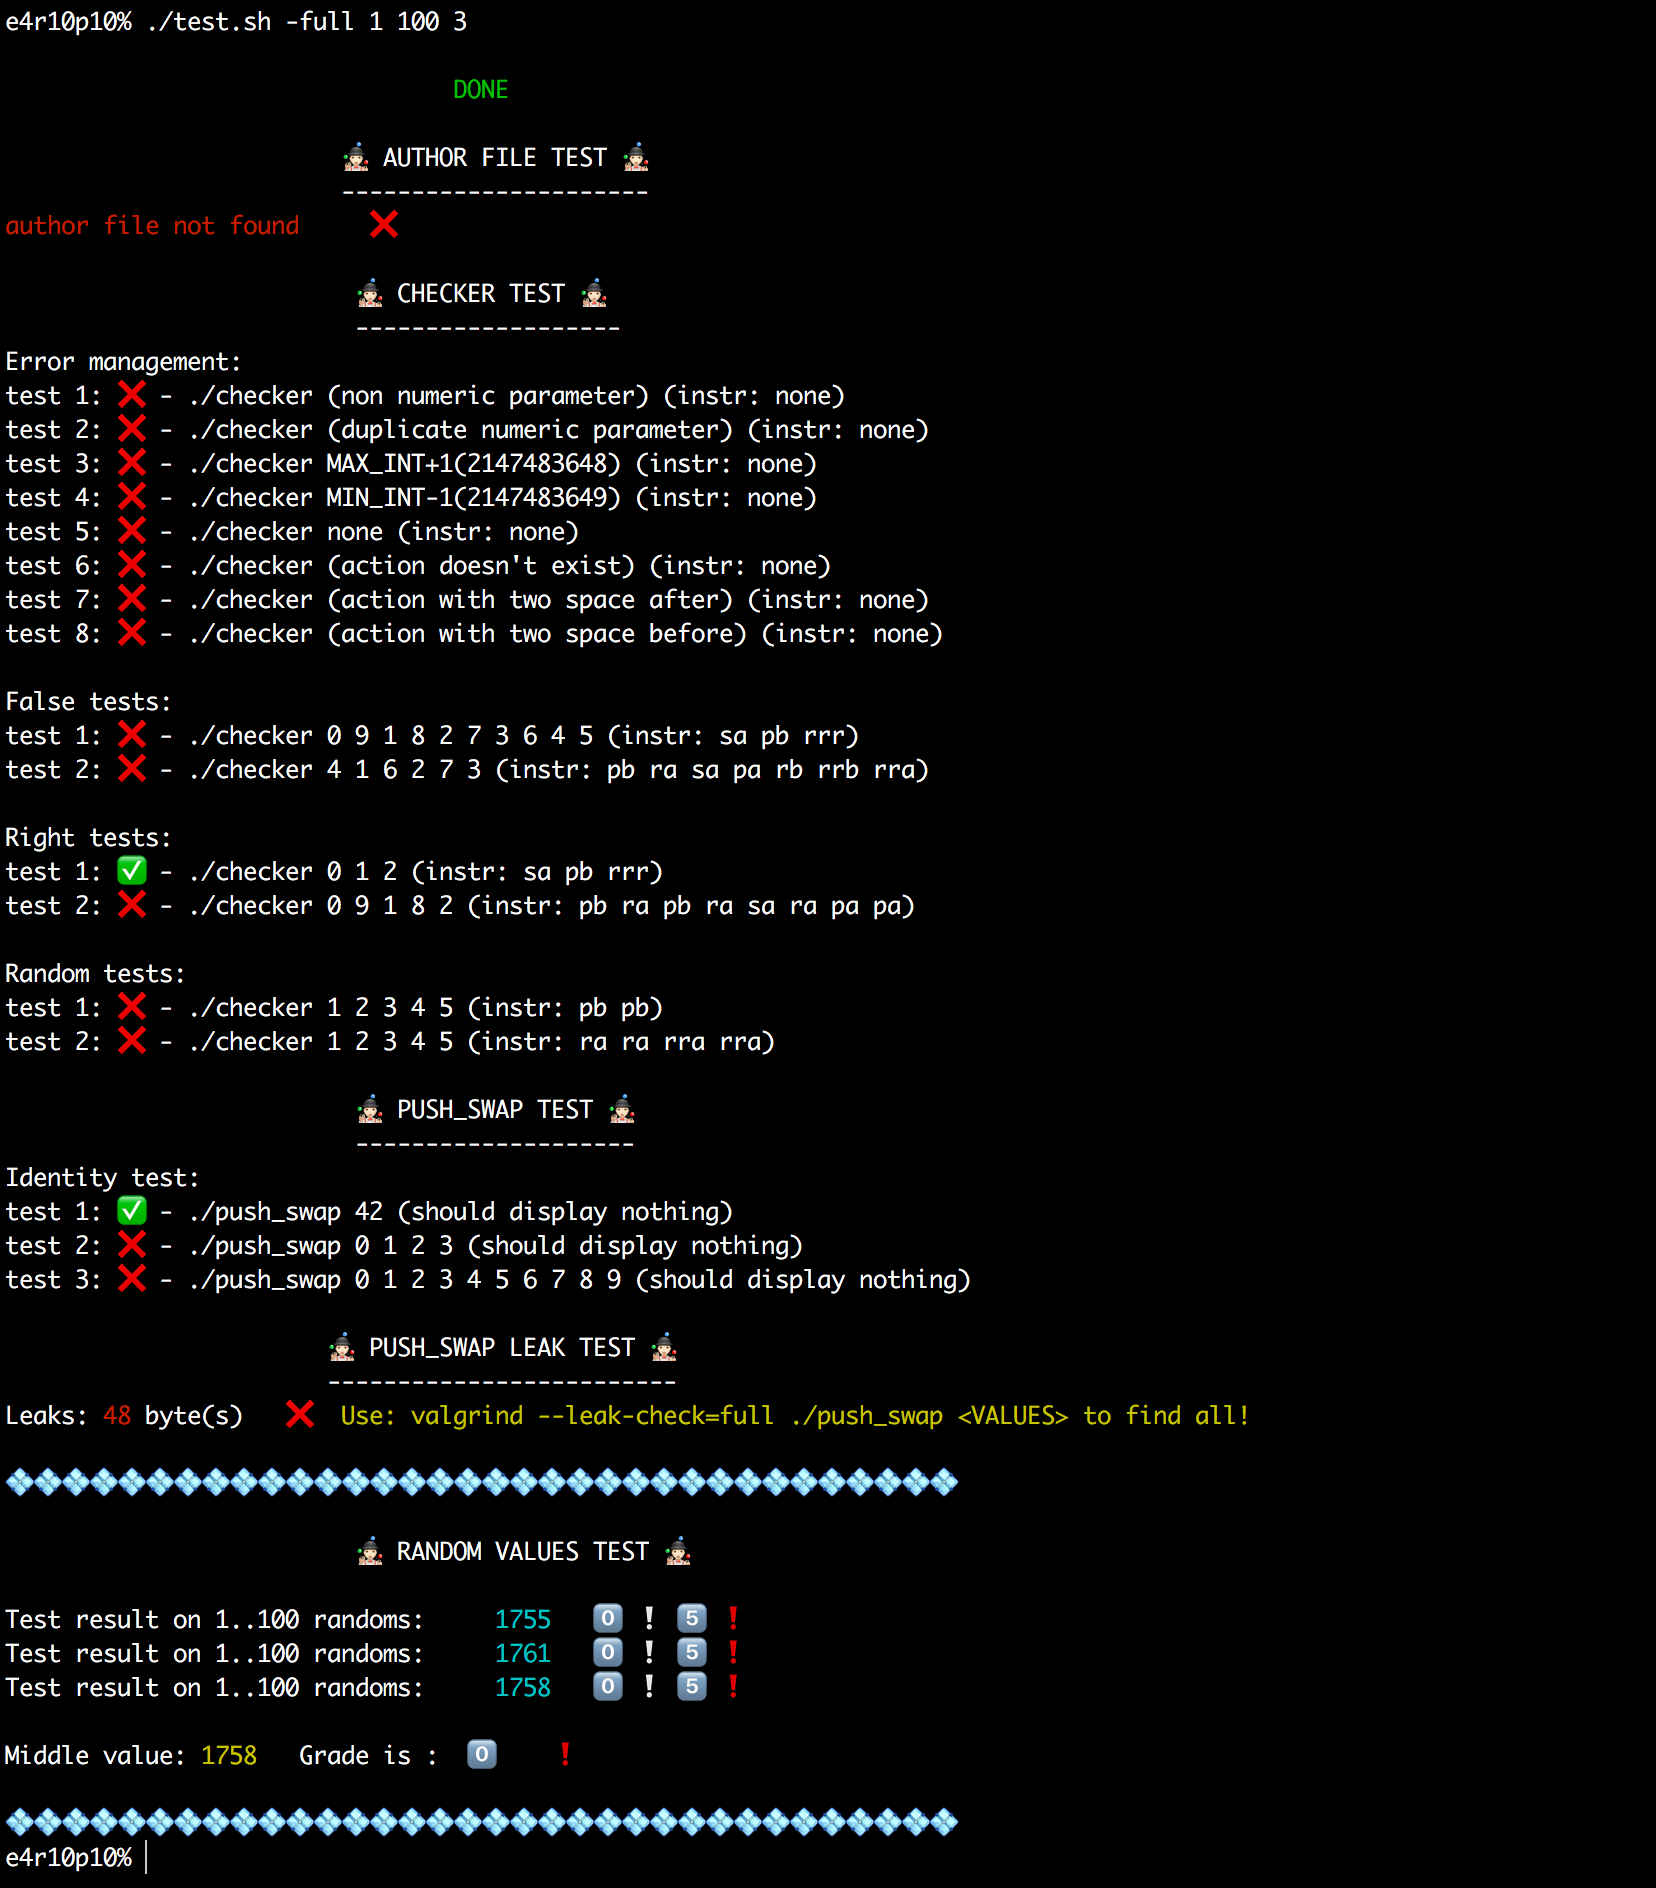 e4r10p10% ./test.sh -full 1 100 3
DONE
AUTHOR FILE TEST
----------------------
author file not found ❌
CHECKER TEST
-------------------
Error management:
test 1: ❌ - ./checker (non numeric parameter) (instr: none)
test 2: ❌ - ./checker (duplicate numeric parameter) (instr: none)
test 3: ❌ - ./checker MAX_INT+1(2147483648) (instr: none)
test 4: ❌ - ./checker MIN_INT-1(2147483649) (instr: none)
test 5: ❌ - ./checker none (instr: none)
test 6: ❌ - ./checker (action doesn't exist) (instr: none)
test 7: ❌ - ./checker (action with two space after) (instr: none)
test 8: ❌ - ./checker (action with two space before) (instr: none)
False tests:
test 1: ❌ - ./checker 0 9 1 8 2 7 3 6 4 5 (instr: sa pb rrr)
test 2: ❌ - ./checker 4 1 6 2 7 3 (instr: pb ra sa pa rb rrb rra)
Right tests:
test 1: ✅ - ./checker 0 1 2 (instr: sa pb rrr)
test 2: ❌ - ./checker 0 9 1 8 2 (instr: pb ra pb ra sa ra pa pa)
Random tests:
test 1: ❌ - ./checker 1 2 3 4 5 (instr: pb pb)
test 2: ❌ - ./checker 1 2 3 4 5 (instr: ra ra rra rra)
PUSH_SWAP TEST
--------------------
Identity test:
test 1: ✅ - ./push_swap 42 (should display nothing)
test 2: ❌ - ./push_swap 0 1 2 3 (should display nothing)
test 3: ❌ - ./push_swap 0 1 2 3 4 5 6 7 8 9 (should display nothing)
PUSH_SWAP LEAK TEST
-------------------------
Leaks: 48 byte(s) ❌ Use: valgrind --leak-check=full ./push_swap <VALUES> to find all!
RANDOM VALUES TEST
Test result on 1..100 randoms: 1755 0 ! 5 !
Test result on 1..100 randoms: 1761 0 ! 5 !
Test result on 1..100 randoms: 1758 0 ! 5 !
Middle value: 1758 Grade is : 0 !
e4r10p10%